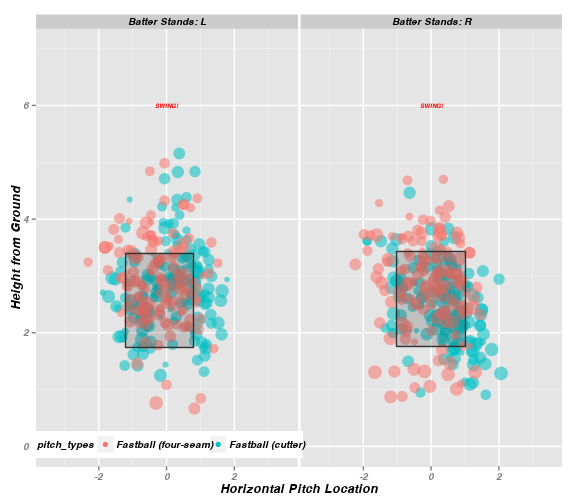 Batter Stands: L
Batter Stands: R
SWING!
SWING!
Height from Ground
6
4
2
0
pitch_types Fastball (four-seam) Fastball (cutter)
-2 0 2
-2 0 2
Horizontal Pitch Location